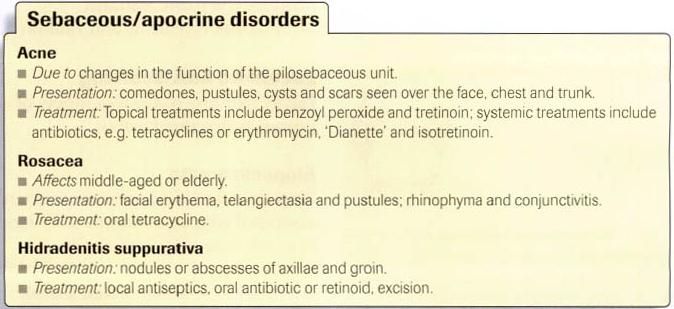 Sebaceous/apocrine disorders
Acne
■ Due to changes in the function of the pilosebaceous unit.
■ Presentation: comedones, pustules, cysts and scars seen over the face, chest and trunk.
■ Treatment: Topical treatments include benzoyl peroxide and tretinoin; systemic treatments include
antibiotics, e.g. tetracyclines or erythromycin, 'Dianette' and isotretinoin.
Rosacea
■ Affects middle-aged or elderly.
■ Presentation: facial erythema, telangiectasia and pustules; rhinophyma and conjunctivitis.
■ Treatment: oral tetracycline.
Hidradenitis suppurativa
■ Presentation: nodules or abscesses of axillae and groin.
■ Treatment: local antiseptics, oral antibiotic or retinoid, excision.